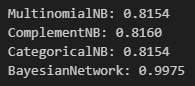 MultinomialNB: 0.8154
ComplementNB: 0.8160
CategoricalNB: 0.8154
BayesianNetwork: 0.9975